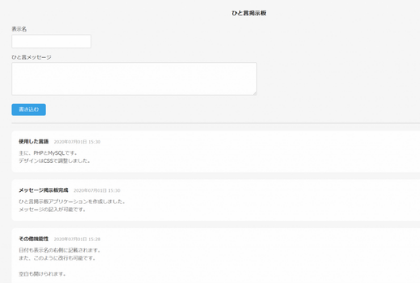 ひと言掲示板
表示名
ひと言メッセージ
書き込む
使用した言語 2020年07月01日 15:30
主に、PHPとMySQLです。
デザインはCSSで調整しました。
メッセージ掲示板完成 2020年07月01日 15:30
ひと言掲示板アプリケーションを作成しました。
メッセージの記入が可能です。
その他機能性 2020年07月01日 15:28
日付も表示名の右側に記載されます。
また、このように改行も可能です。
空白も開けられます。